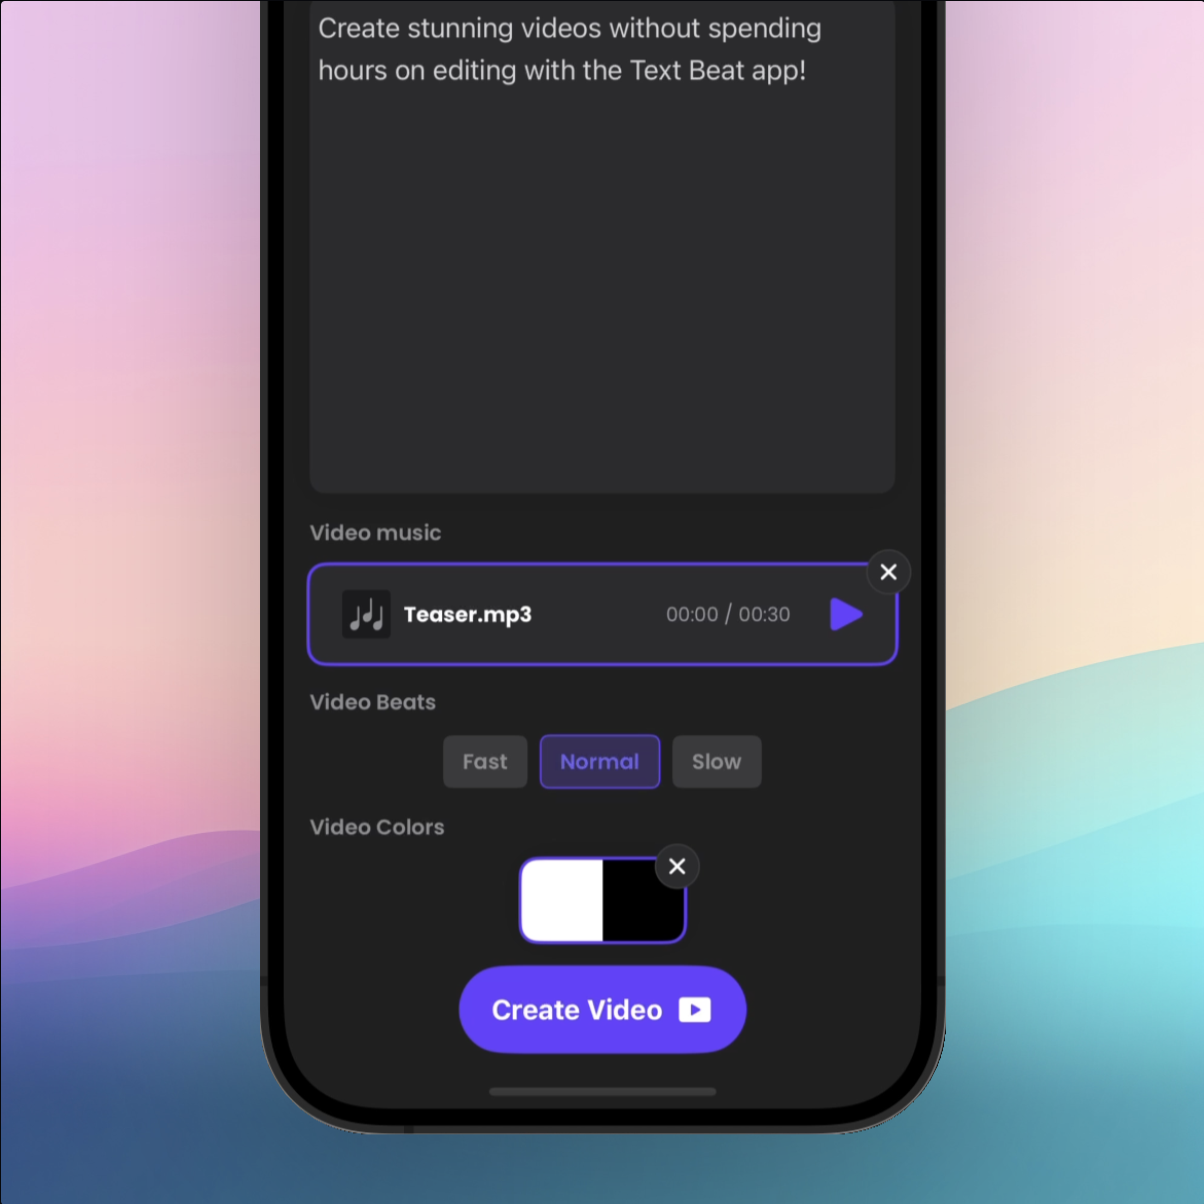 Create stunning videos without spending
hours on editing with the Text Beat app!
Video music
Teaser.mp3 00:00 / 00:30
Video Beats
Fast Normal Slow
Video Colors
Create Video